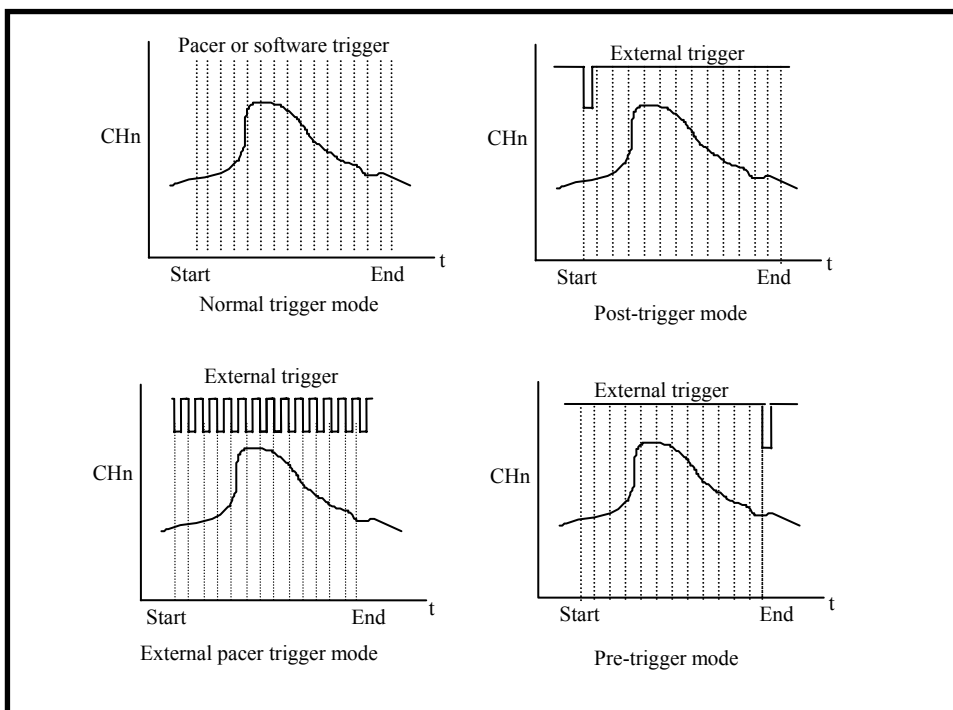 Pacer or software trigger
CHn
t
Start
End
Normal trigger mode
External trigger
CHn
t
Start
End
Post-trigger mode
External trigger
CHn
t
Start
End
External pacer trigger mode
External trigger
CHn
t
Start
End
Pre-trigger mode